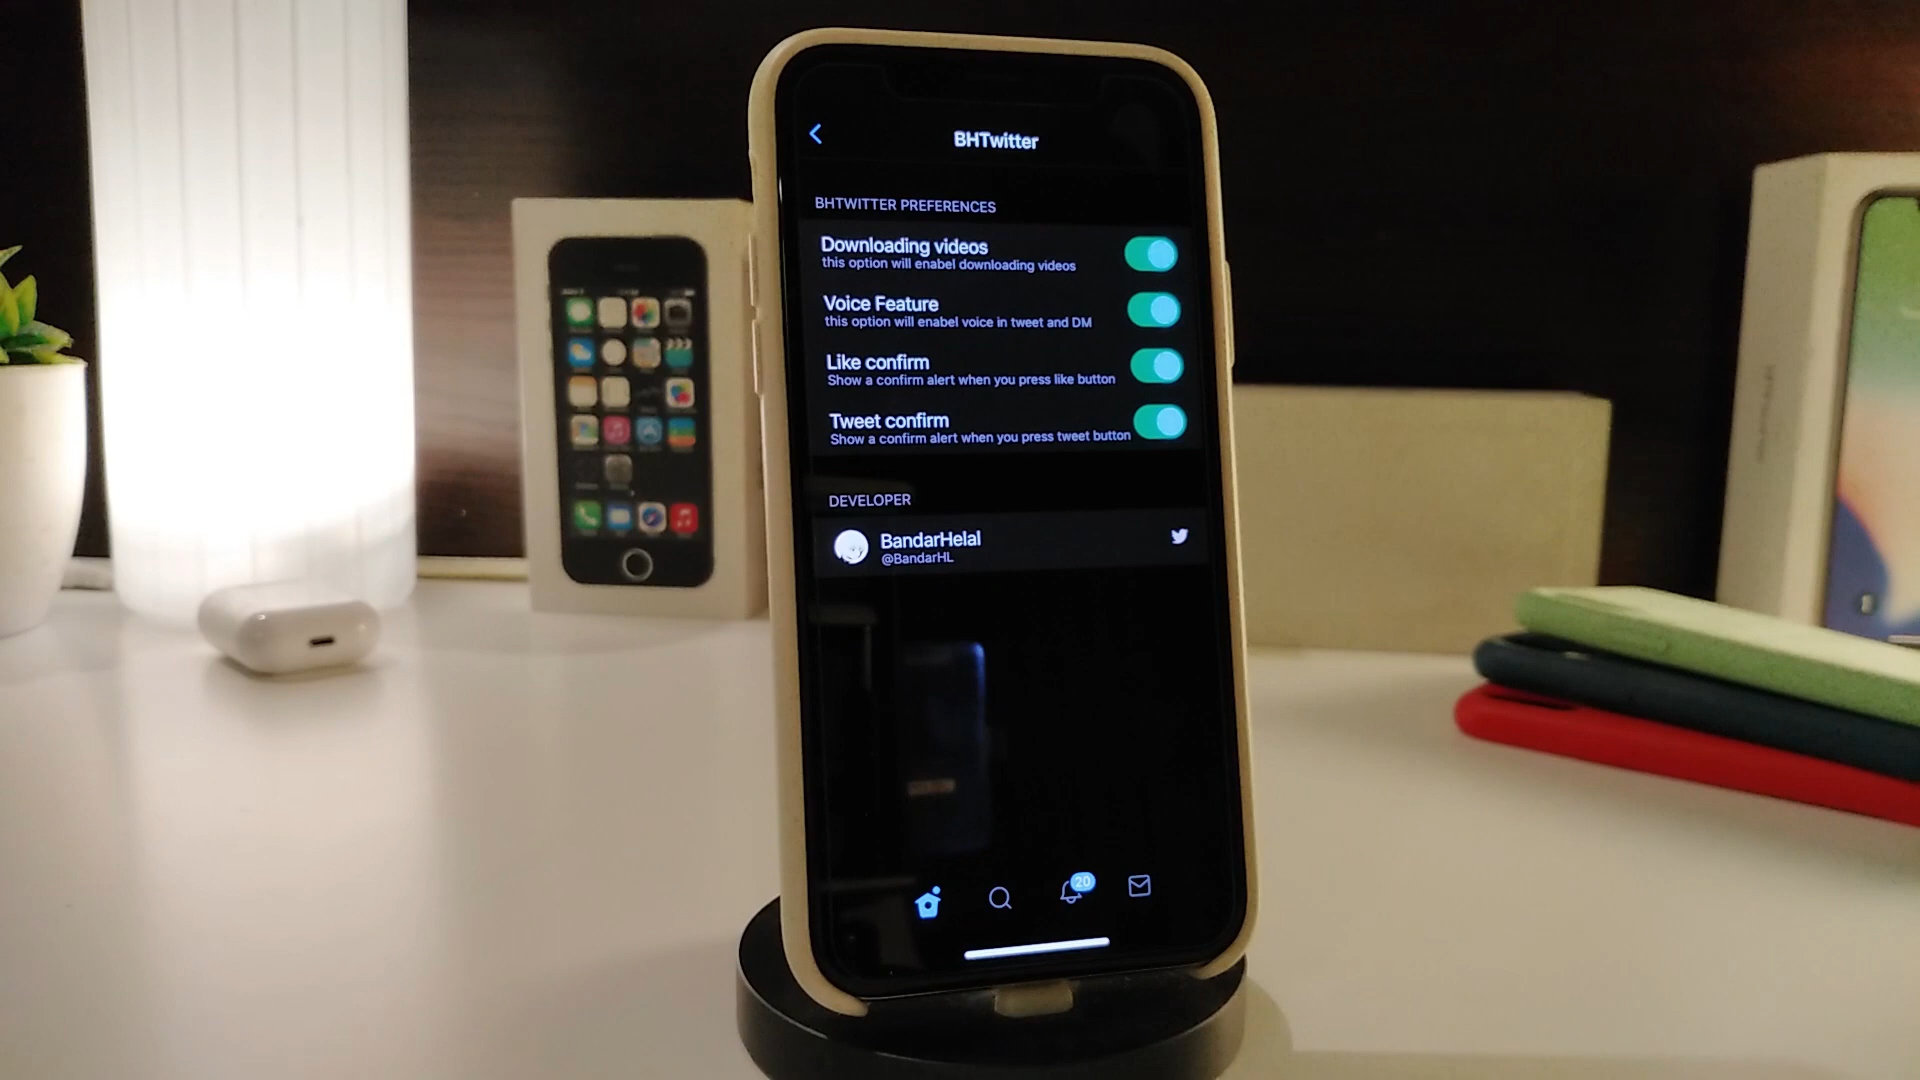 BHTwitter
BHTWITTER PREFERENCES
Downloading videos
this option will enabel downloading videos
Voice Feature
this option will enabel voice in tweet and DM
Like confirm
Show a confirm alert when you press like button
Tweet confirm
Show a confirm alert when you press tweet button
DEVELOPER
BandarHelal
@BandarHL
20